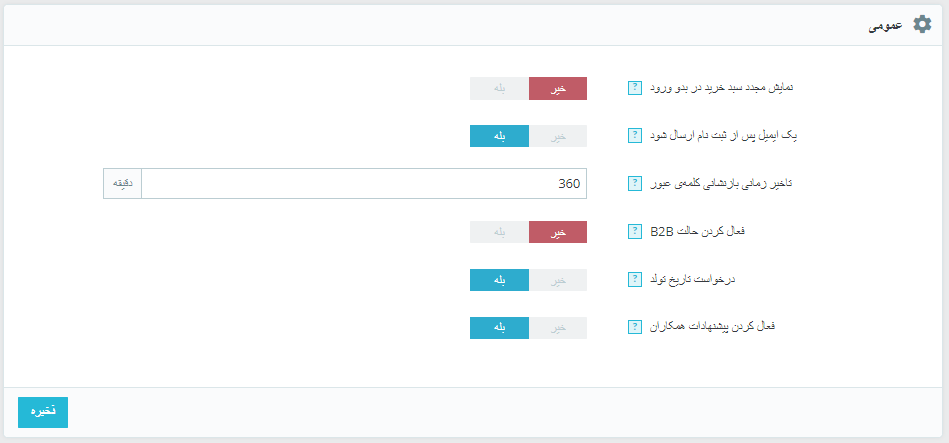 عمومی
نمایش مجدد سبد خرید در بدو ورود ? خیر بله
یک ایمیل پس از ثبت نام ارسال شود ? خیر بله
تاخیر زمانی بازنشانی کلمه‌ی عبور ? 360 دقیقه
فعال کردن حالت B2B ? خیر بله
درخواست تاریخ تولد ? خیر بله
فعال کردن پیشنهادات همکاران ? خیر بله
ذخیره